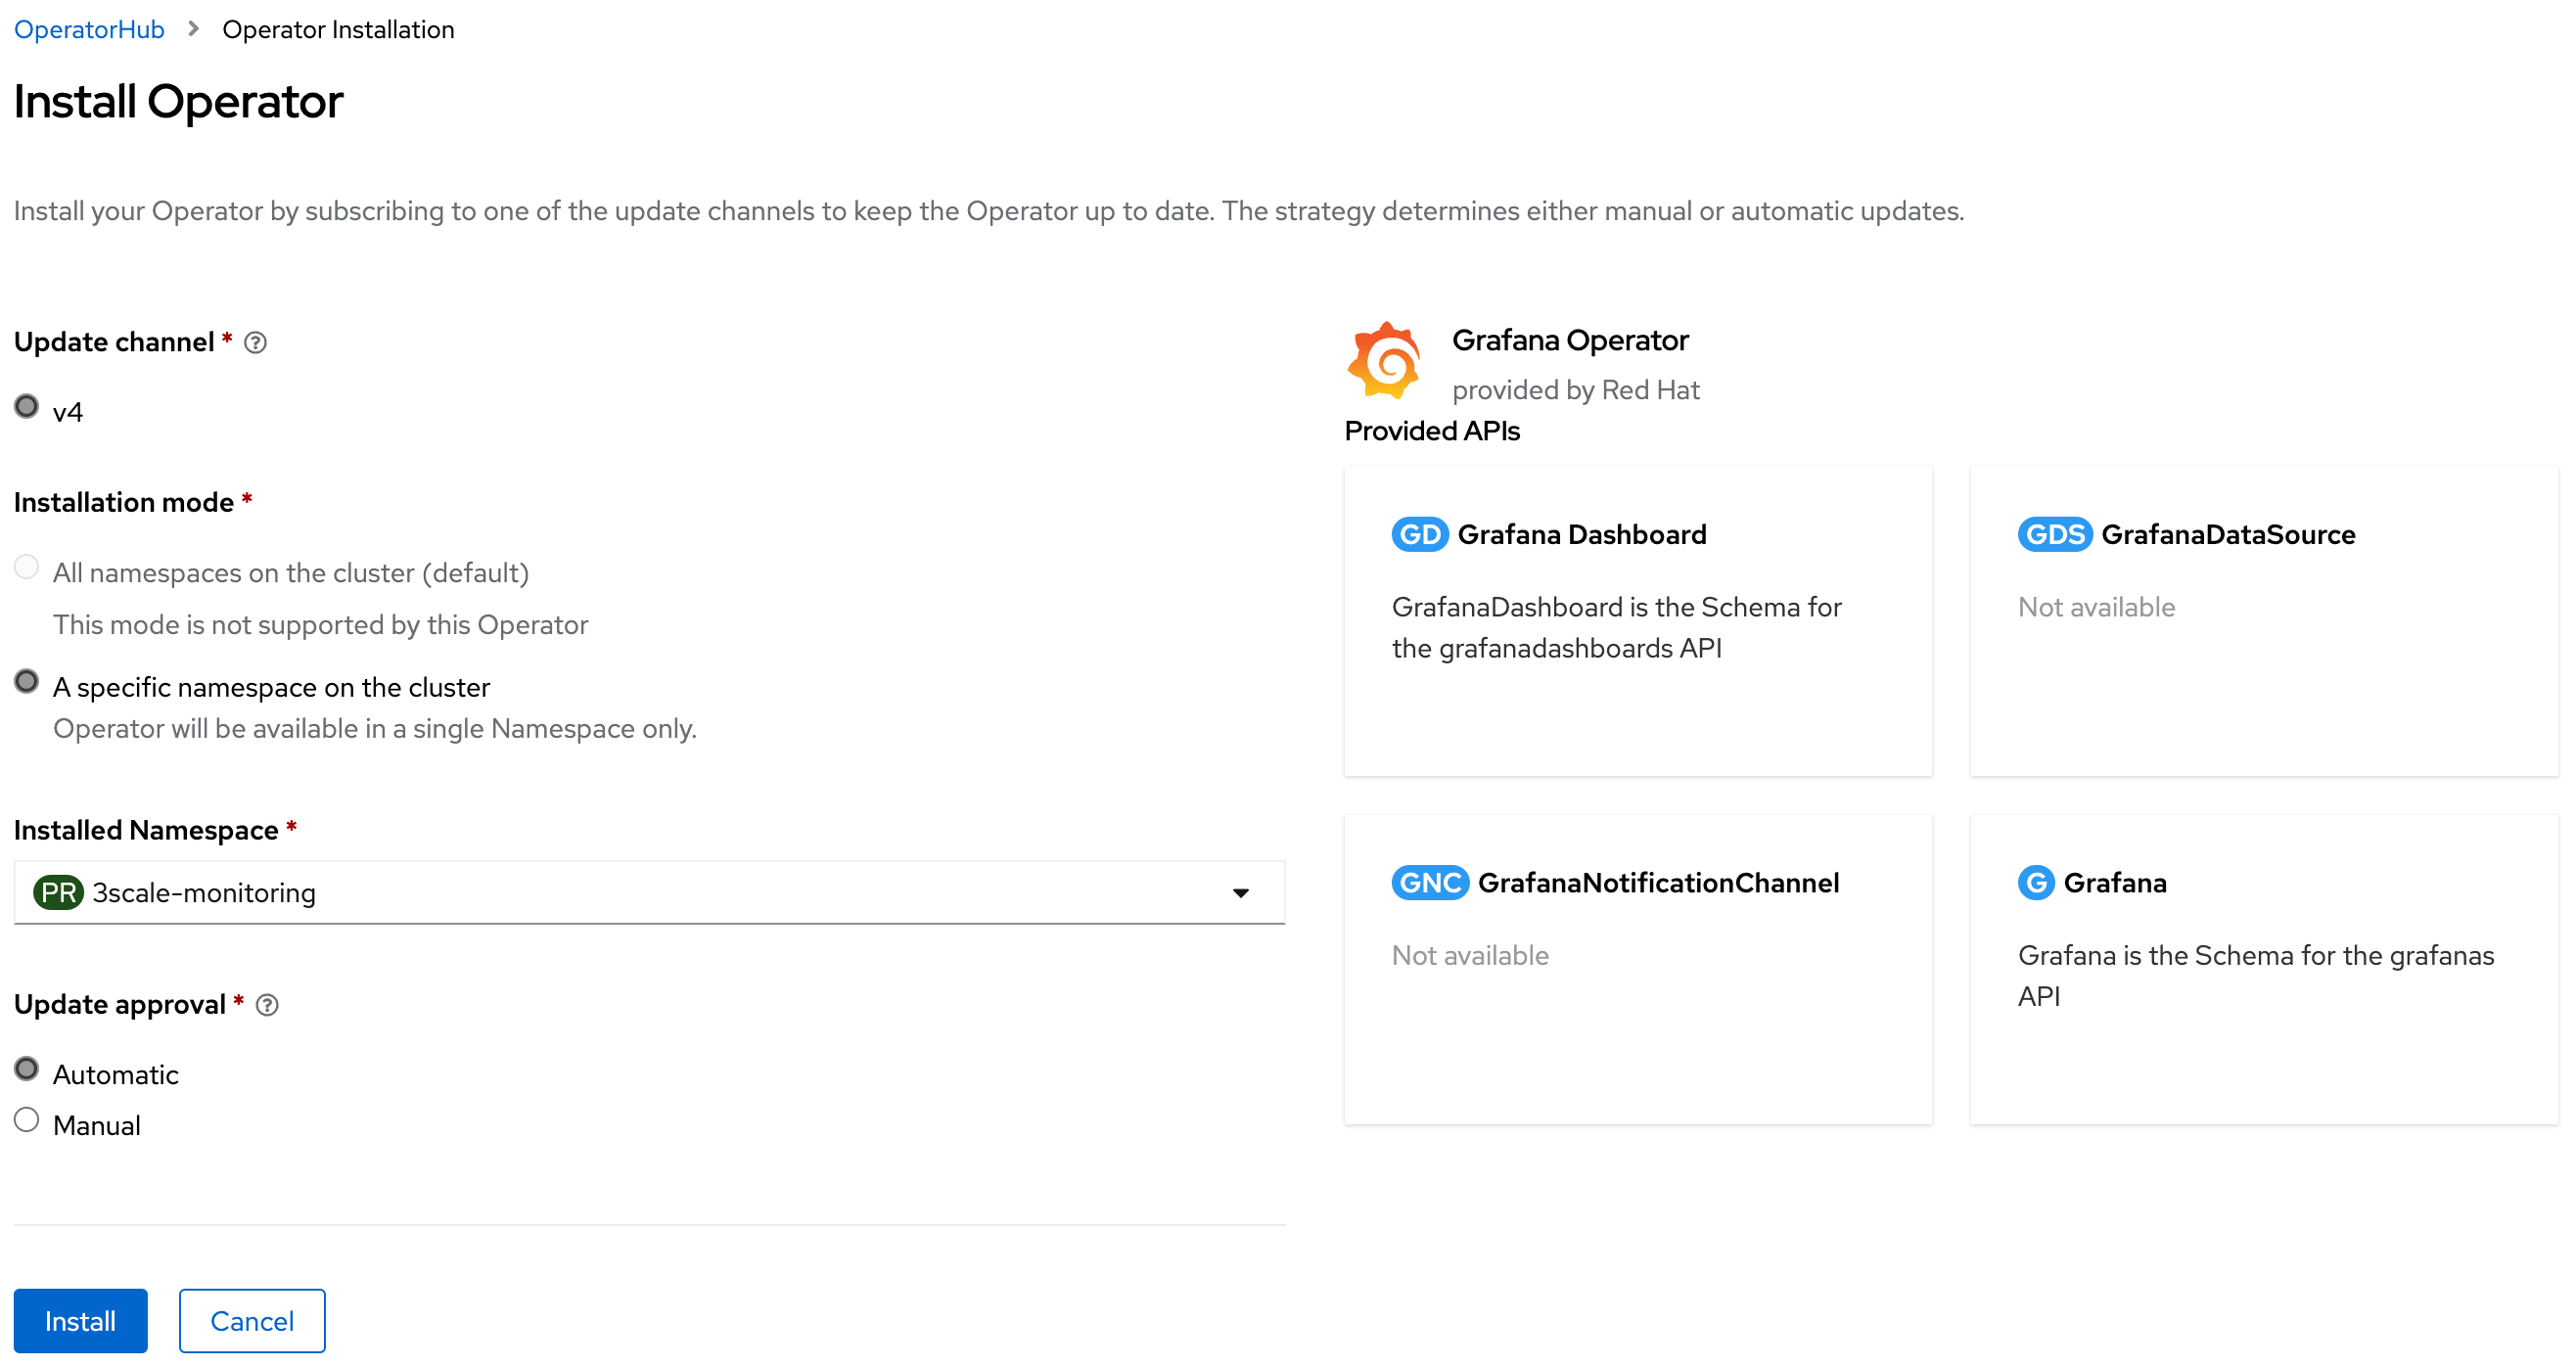 OperatorHub > Operator Installation
Install Operator
Install your Operator by subscribing to one of the update channels to keep the Operator up to date. The strategy determines either manual or automatic updates.
Update channel *
v4
Installation mode *
All namespaces on the cluster (default)
This mode is not supported by this Operator
A specific namespace on the cluster
Operator will be available in a single Namespace only.
Installed Namespace *
PR 3scale-monitoring
Update approval *
Automatic
Manual
Install Cancel
Grafana Operator
provided by Red Hat
Provided APIs
GD Grafana Dashboard
GrafanaDashboard is the Schema for
the grafanadashboards API
GDS GrafanaDataSource
Not available
GNC GrafanaNotificationChannel
Not available
G Grafana
Grafana is the Schema for the grafanas
API